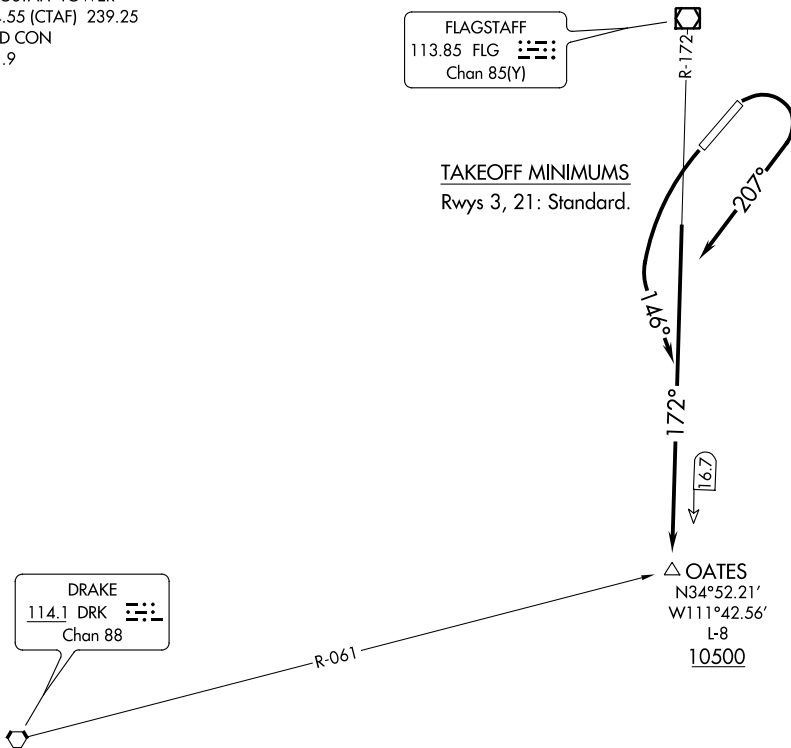 .55 (CTAF) 239.25
D CON
.9
FLAGSTAFF
113.85 FLG
Chan 85(Y)
R-172
TAKEOFF MINIMUMS
Rwys 3, 21: Standard.
207°
146°
172°
16.7
OATES
N34°52.21'
W111°42.56'
L-8
10500
DRAKE
114.1 DRK
Chan 88
R-061